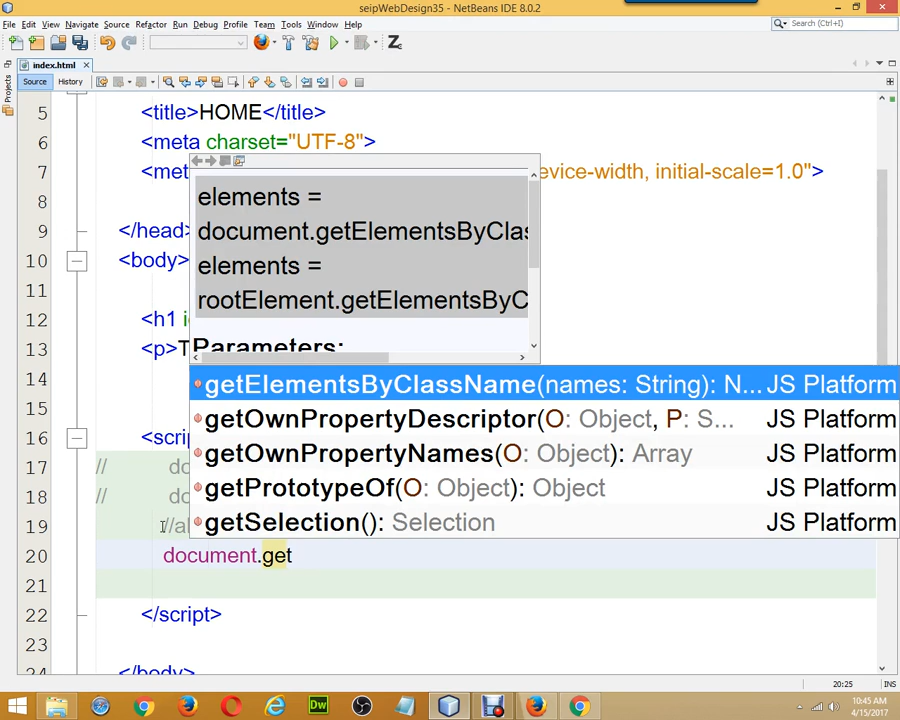 seipWebDesign35 - NetBeans IDE 8.0.2
File Edit View Navigate Source Refactor Run Debug Profile Team Tools Window Help
Search (Ctrl+I)
index.html
Source History
Projects
5 <title>HOME</title>
6 <meta charset="UTF-8">
7 <met evice-width, initial-scale=1.0">
8
9 </head>
10 <body>
11
12 <h1 i
13 <p>T
14
15
16 <scrip
17 // do
18 // do
19 //al
20 document.get
21
22 </script>
23
24 </body>
elements =
document.getElementsByClas
elements =
rootElement.getElementsByC
Parameters:
getElementsByClassName(names: String): N... JS Platform
getOwnPropertyDescriptor(O: Object, P: S... JS Platform
getOwnPropertyNames(O: Object): Array JS Platform
getPrototypeOf(O: Object): Object JS Platform
getSelection(): Selection JS Platform
20:25 INS
Dw
10:45 AM
4/15/2017